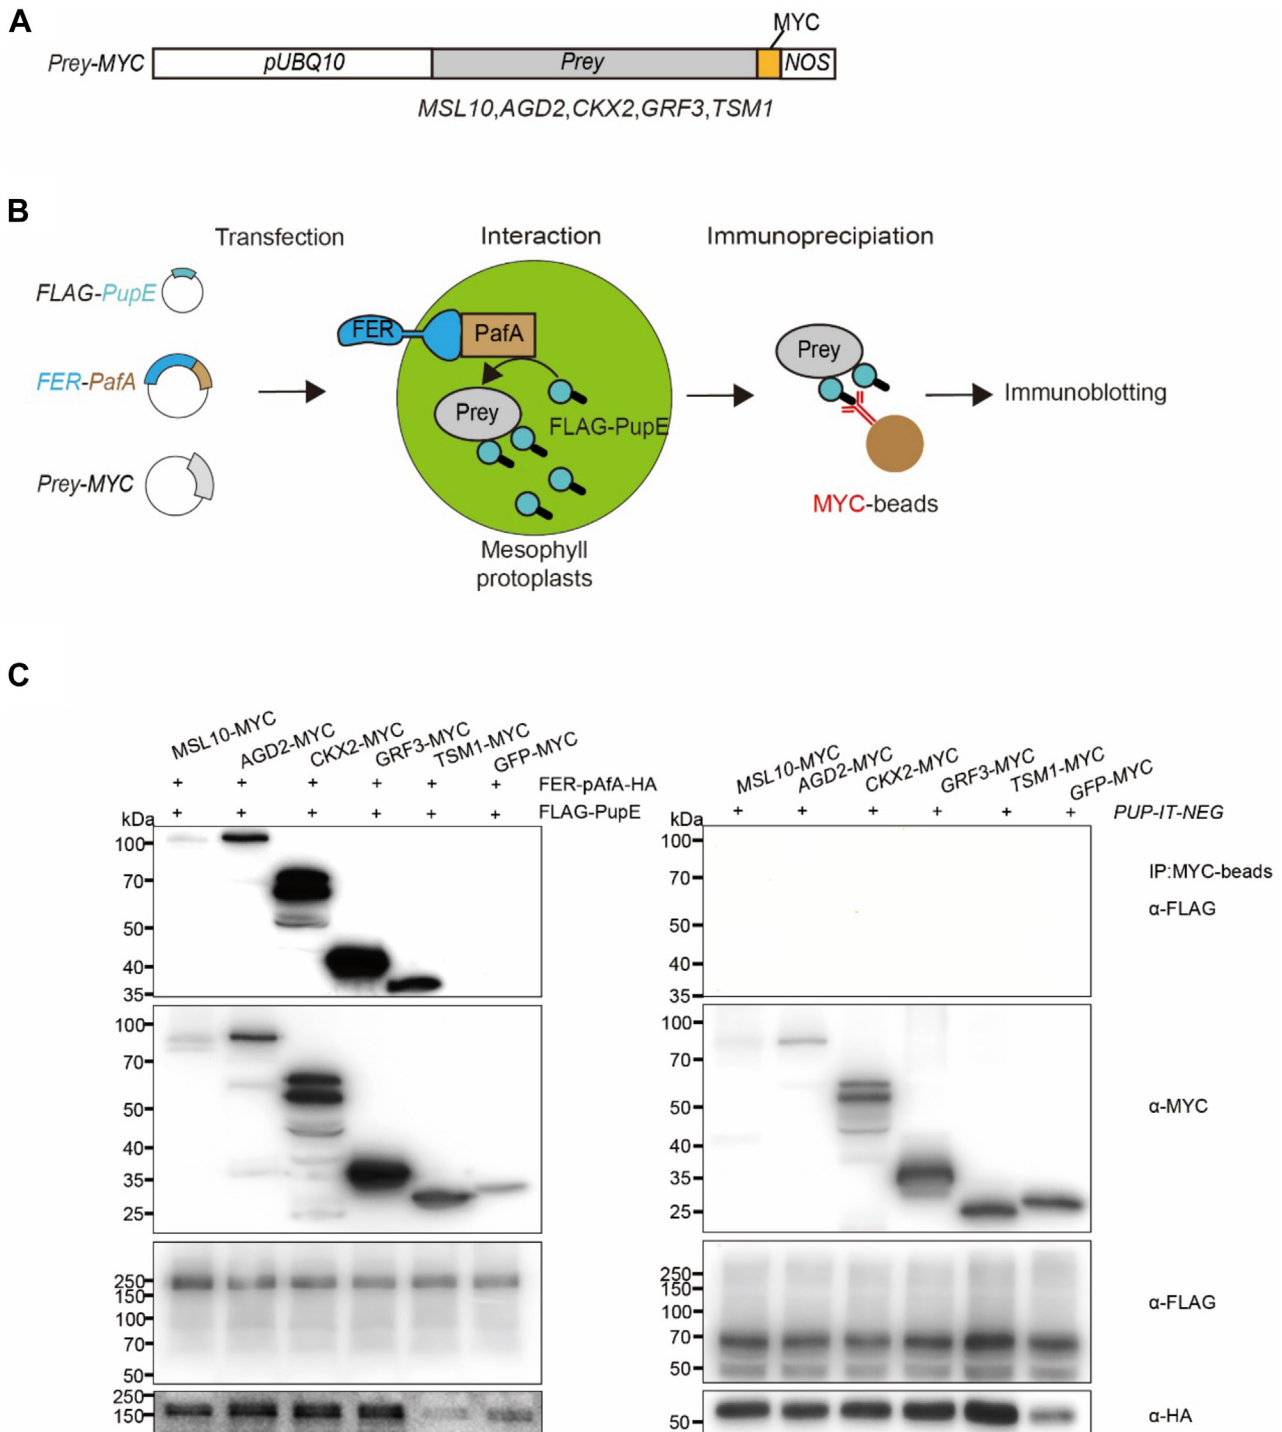 A
MYC
Prey-MYC pUBQ10 Prey NOS
MSL10,AGD2,CKX2,GRF3,TSM1
B
Transfection Interaction Immunoprecipiation
FLAG-PupE
FER-PafA
Prey-MYC
FER PafA
Prey
FLAG-PupE
Mesophyll
protoplasts
Prey
MYC-beads
Immunoblotting
C
MSL10-MYC AGD2-MYC CKX2-MYC GRF3-MYC TSM1-MYC GFP-MYC
+ + + + + + FER-pAfA-HA
kDa + + + + + + FLAG-PupE
100
70
50
40
35
100
70
50
40
35
25
250
150
100
70
50
250
150
MSL10-MYC AGD2-MYC CKX2-MYC GRF3-MYC TSM1-MYC GFP-MYC
kDa + + + + + + PUP-IT-NEG
100
70
50
40
35
IP:MYC-beads
α-FLAG
100
70
50
40
35
25
α-MYC
250
150
100
70
50
α-FLAG
50
α-HA